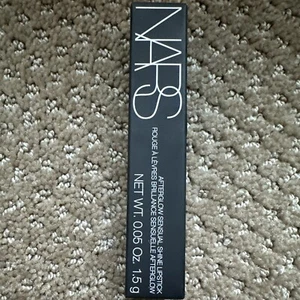 NARS
AFTERGLOW SENSUAL SHINE LIPSTICK
ROUGE À LÈVRES BRILLANCE SENSUELLE AFTERGLOW
NET WT. 0.05 Oz. 1.5 g